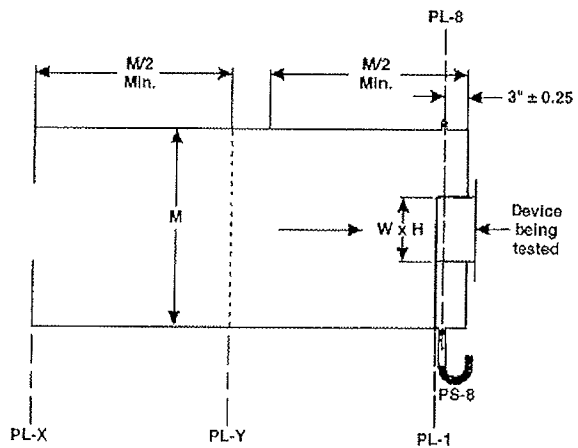 PL-8
M/2
Min.
M/2
Min.
3" ± 0.25
M
W x H
Device
being
tested
PS-8
PL-X
PL-Y
PL-1